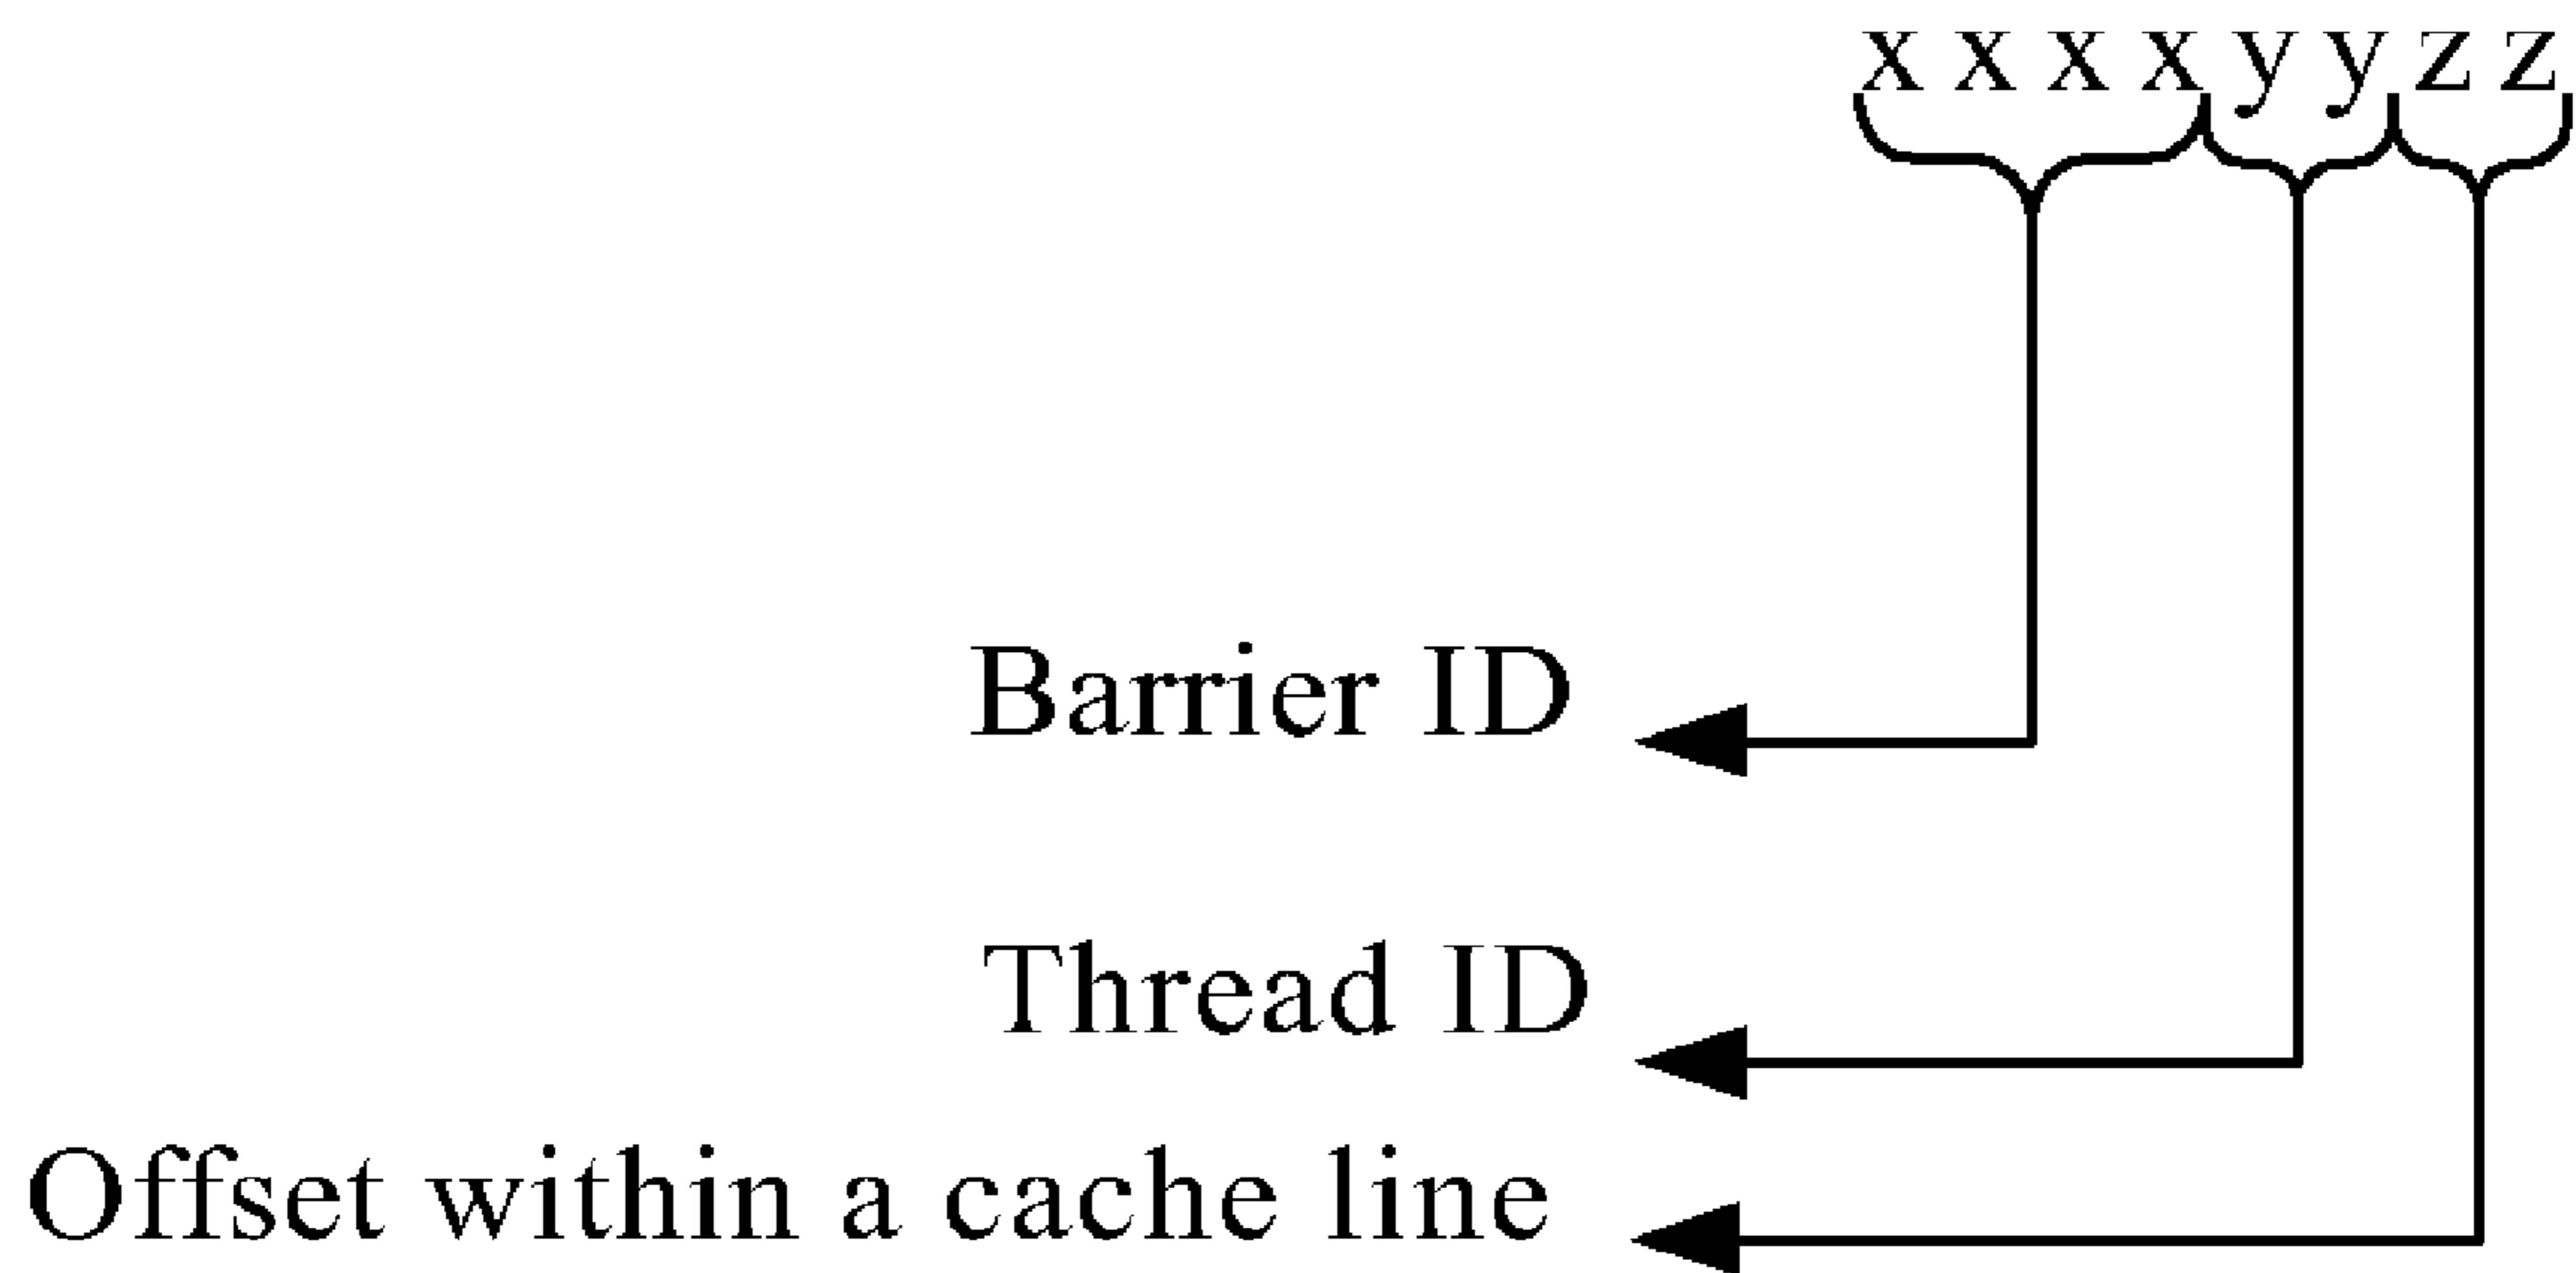 x x x x y y z z
Barrier ID
Thread ID
Offset within a cache line